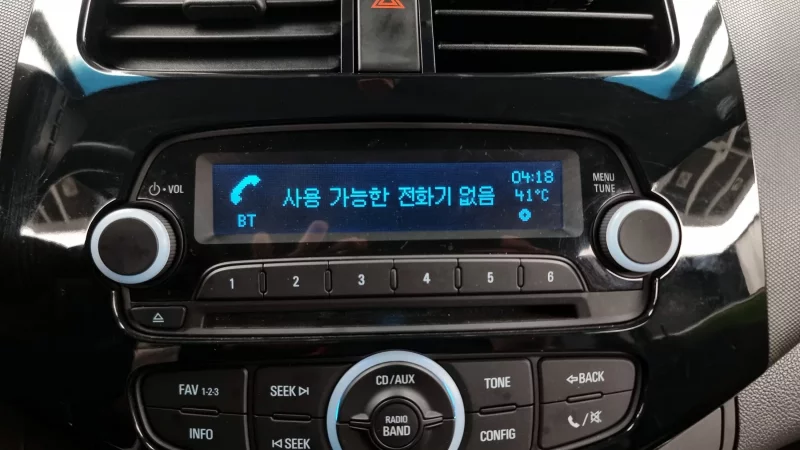 VOL
04:18
MENU
TUNE
사용 가능한 전화기 없음
41°C
BT
1 2 3 4 5 6
FAV 1-2-3
SEEK
CD/AUX
TONE
BACK
INFO
SEEK
RADIO
BAND
CONFIG